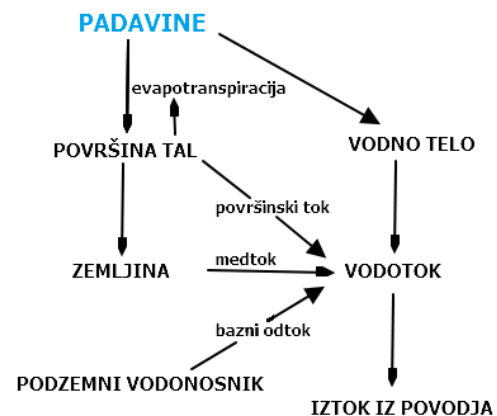 PADAVINE
evapotranspiracija
POVRŠINA TAL
VODNO TELO
površinski tok
ZEMLJINA
medtok
VODOTOK
bazni odtok
PODZEMNI VODONOSNIK
IZTOK IZ POVODJA